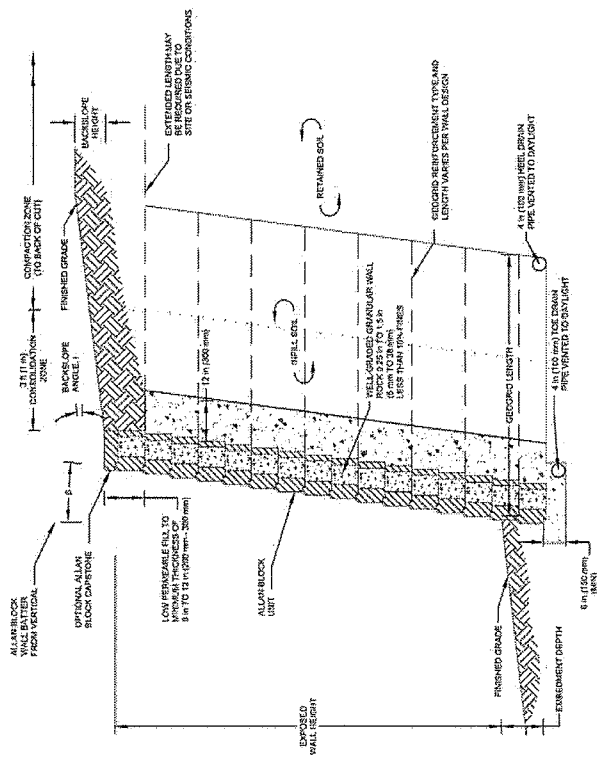 ALLAN BLOCK
WALL BATTER
FROM VERTICAL
β
OPTIONAL ALLAN
BLOCK CAPSTONE
LOW PERMEABLE FILL TO
MINIMUM THICKNESS OF
8 in TO 12 in (200 mm - 300 mm)
ALLAN BLOCK
UNIT
EXPOSED
WALL HEIGHT
FINISHED GRADE
EMBEDMENT DEPTH
6 in (150 mm)
(MIN)
3 ft (1 m)
CONSOLIDATION
ZONE
COMPACTION ZONE
(TO BACK OF CUT)
BACKSLOPE
ANGLE, i
FINISHED GRADE
BACKSLOPE
HEIGHT
12 in (300 mm)
INFILL SOIL
WELL-GRADED GRANULAR WALL
ROCK 0.25 in TO 1.5 in
(6 mm TO 38 mm)
LESS THAN 10% FINES
EXTENDED LENGTH MAY
BE REQUIRED DUE TO
SITE OR SEISMIC CONDITIONS
RETAINED SOIL
GEOGRID REINFORCEMENT TYPE AND
LENGTH VARIES PER WALL DESIGN
GEOGRID LENGTH
4 in (100 mm) TOE DRAIN
PIPE VENTED TO DAYLIGHT
4 in (100 mm) HEEL DRAIN
PIPE VENTED TO DAYLIGHT